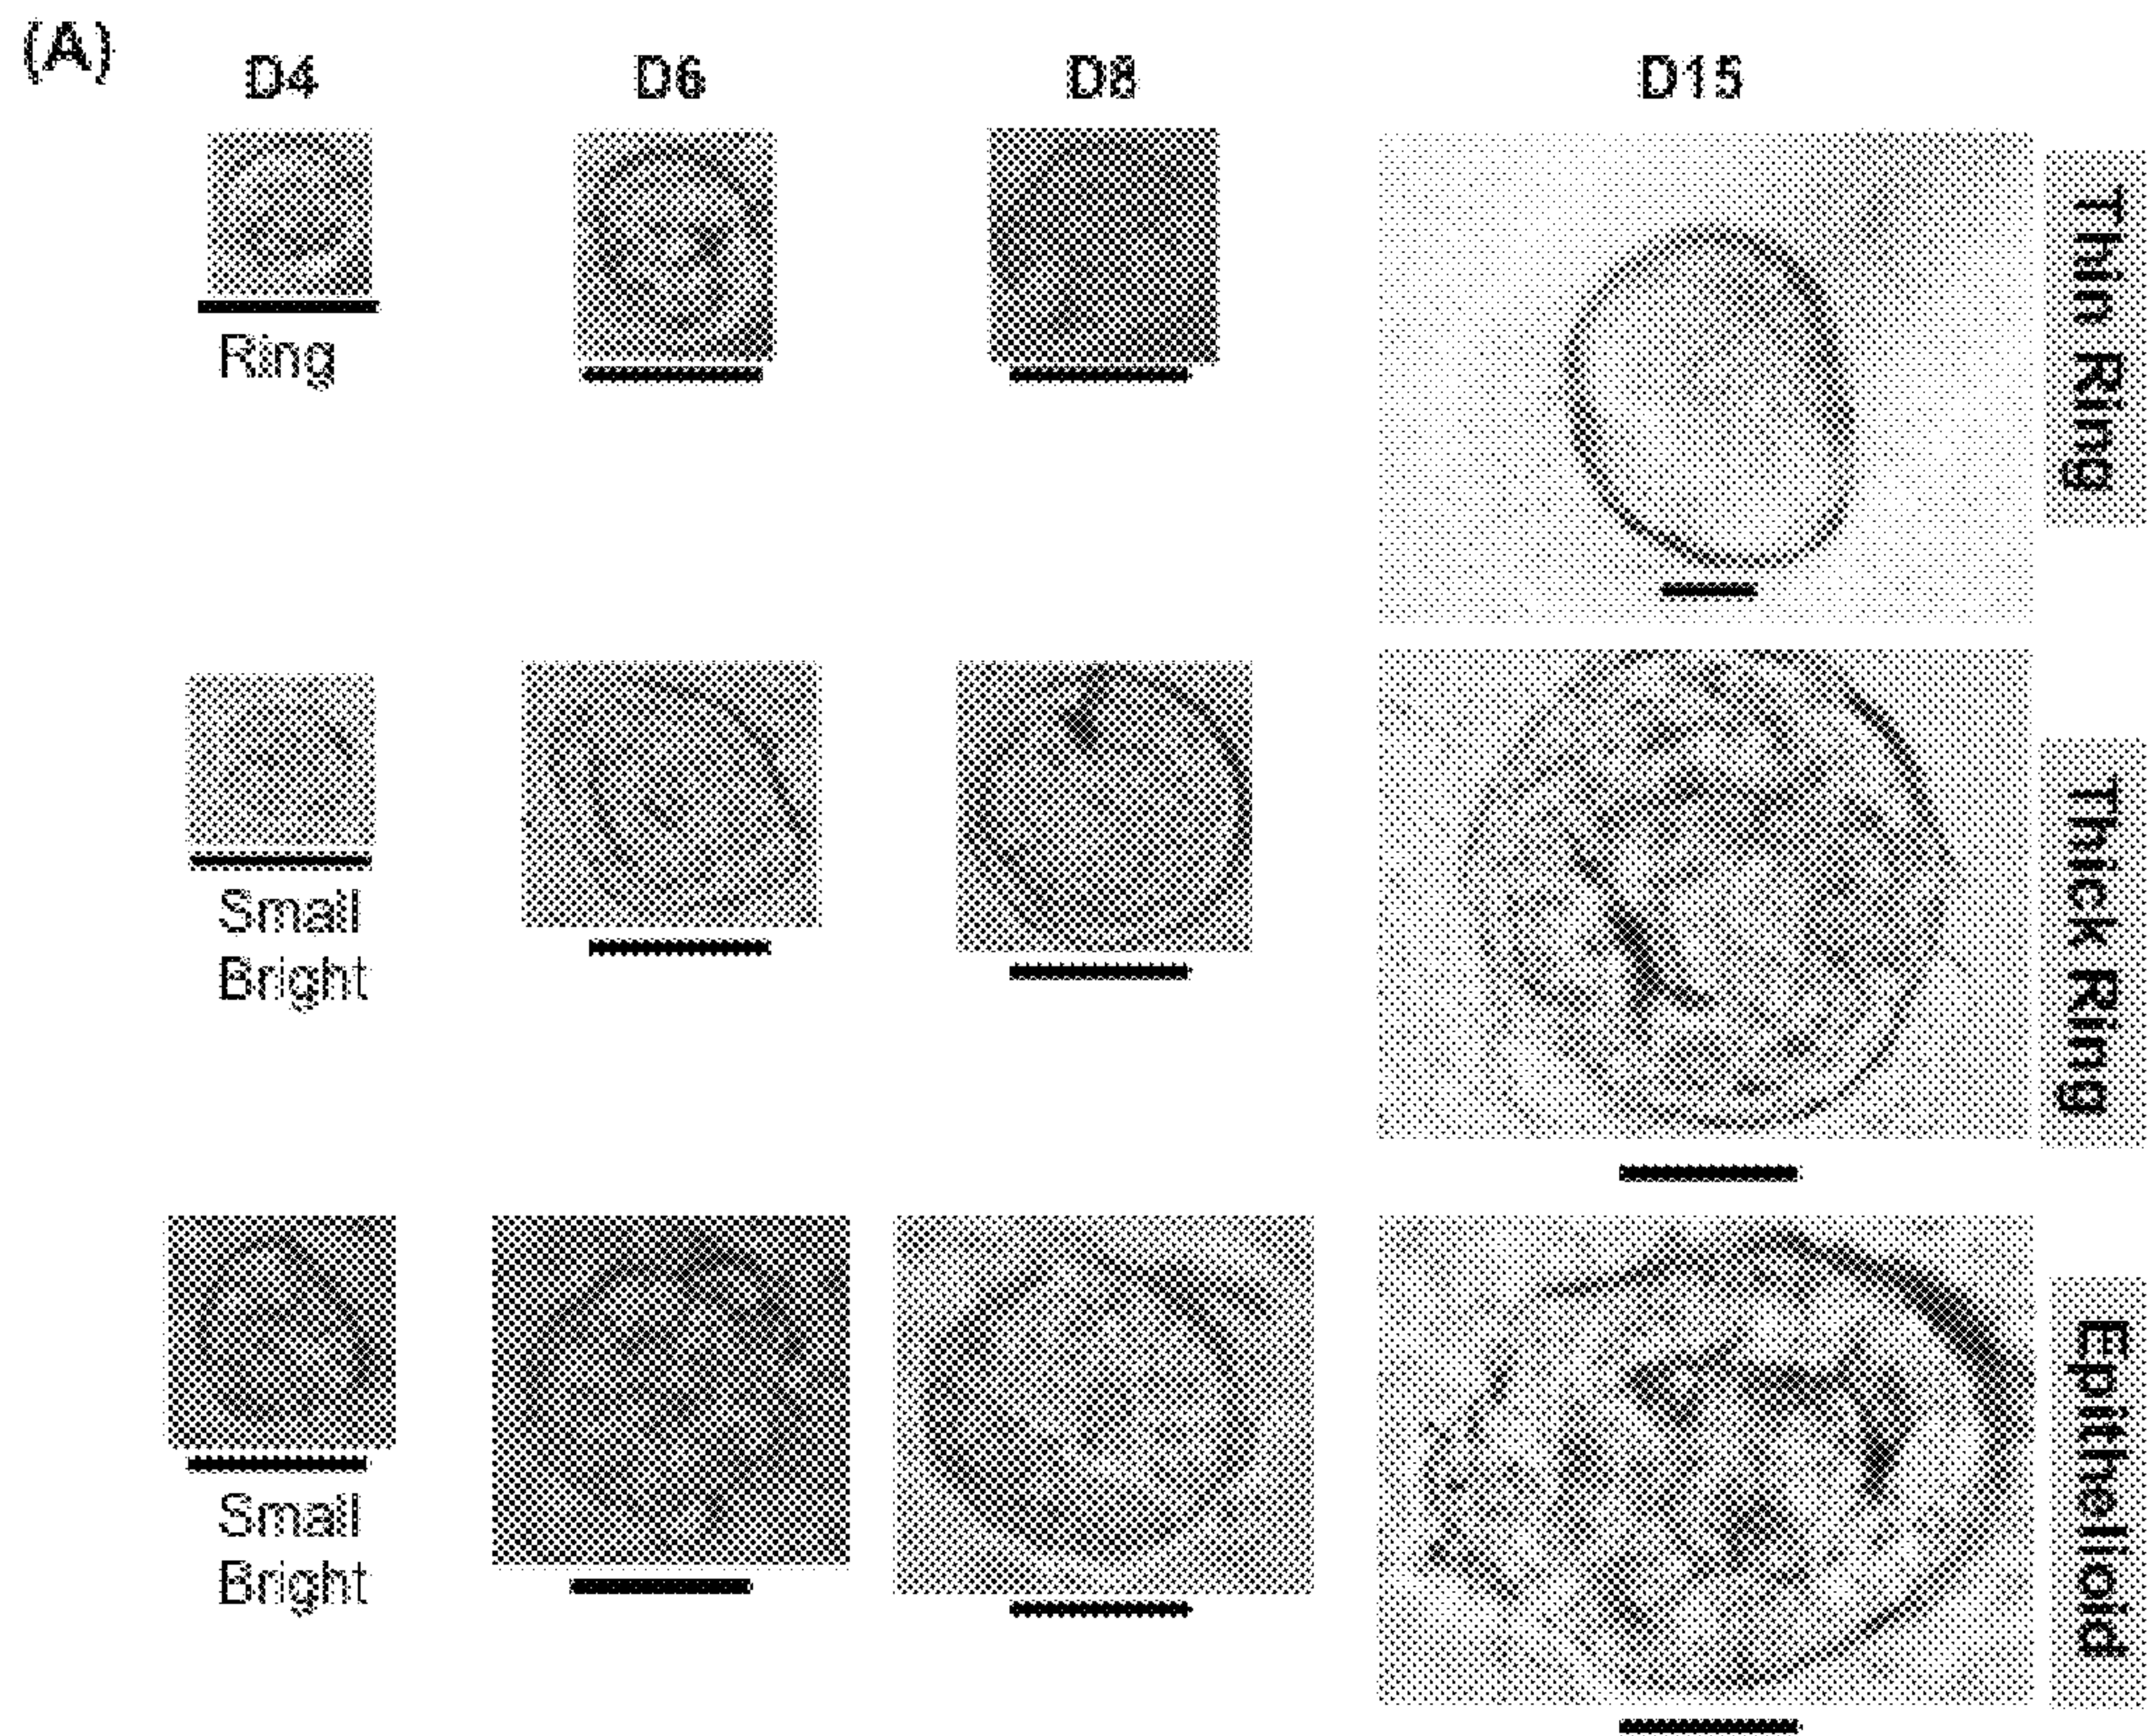 (A)
D4
D6
D8
D15
Ring
Thin Ring
Small
Bright
Thick Ring
Small
Bright
Epithelioid